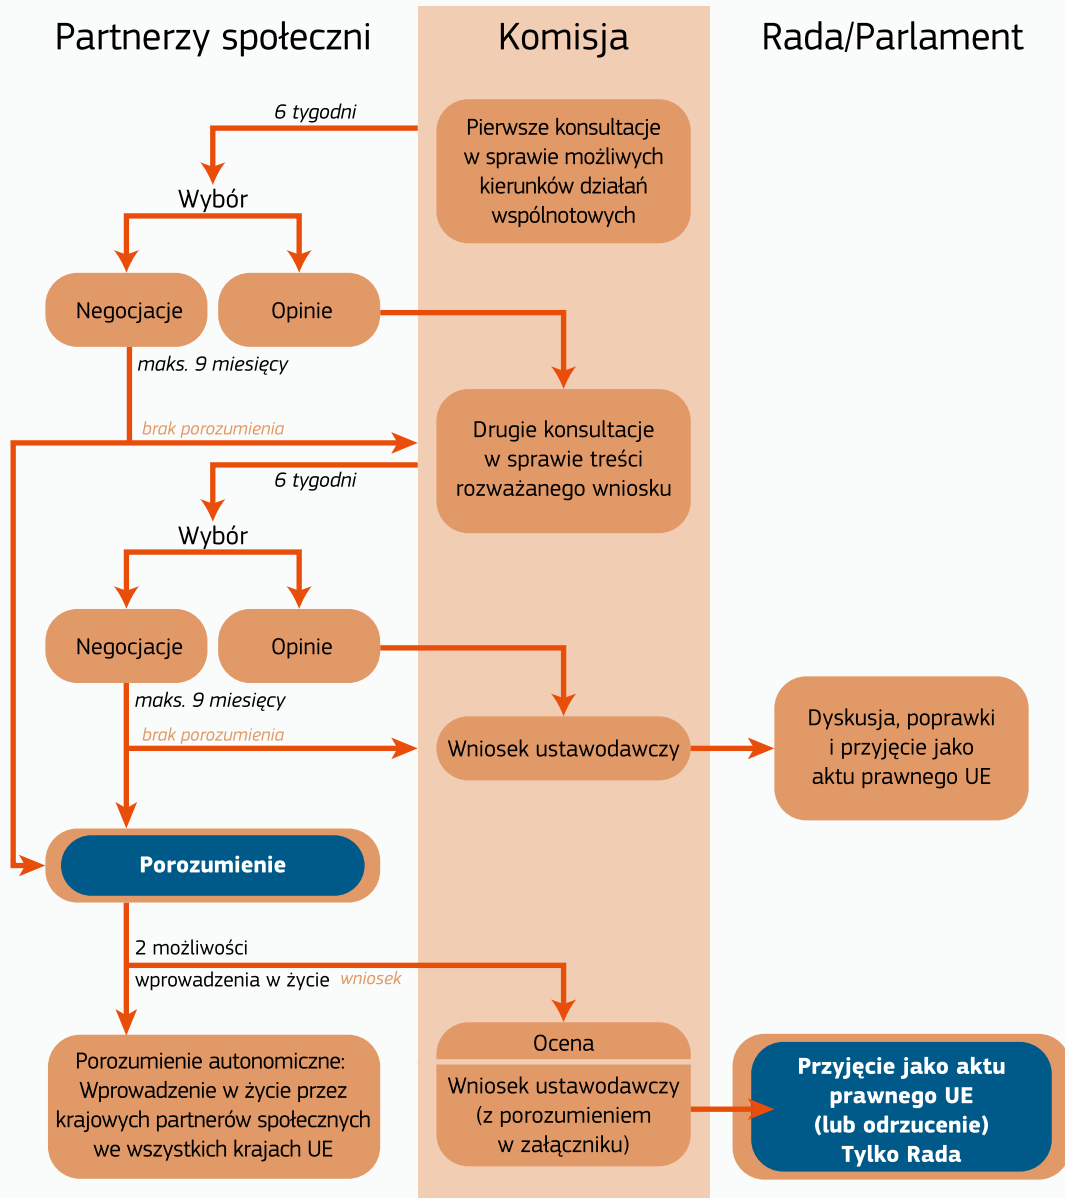 Partnerzy społeczni
Komisja
Rada/Parlament
6 tygodni
Pierwsze konsultacje
w sprawie możliwych
kierunków działań
wspólnotowych
Wybór
Negocjacje
Opinie
maks. 9 miesięcy
brak porozumienia
Drugie konsultacje
w sprawie treści
rozważanego wniosku
6 tygodni
Wybór
Negocjacje
Opinie
maks. 9 miesięcy
brak porozumienia
Wniosek ustawodawczy
Dyskusja, poprawki
i przyjęcie jako
aktu prawnego UE
Porozumienie
2 możliwości
wprowadzenia w życie
wniosek
Porozumienie autonomiczne:
Wprowadzenie w życie przez
krajowych partnerów społecznych
we wszystkich krajach UE
Ocena
Wniosek ustawodawczy
(z porozumieniem
w załączniku)
Przyjęcie jako aktu
prawnego UE
(lub odrzucenie)
Tylko Rada